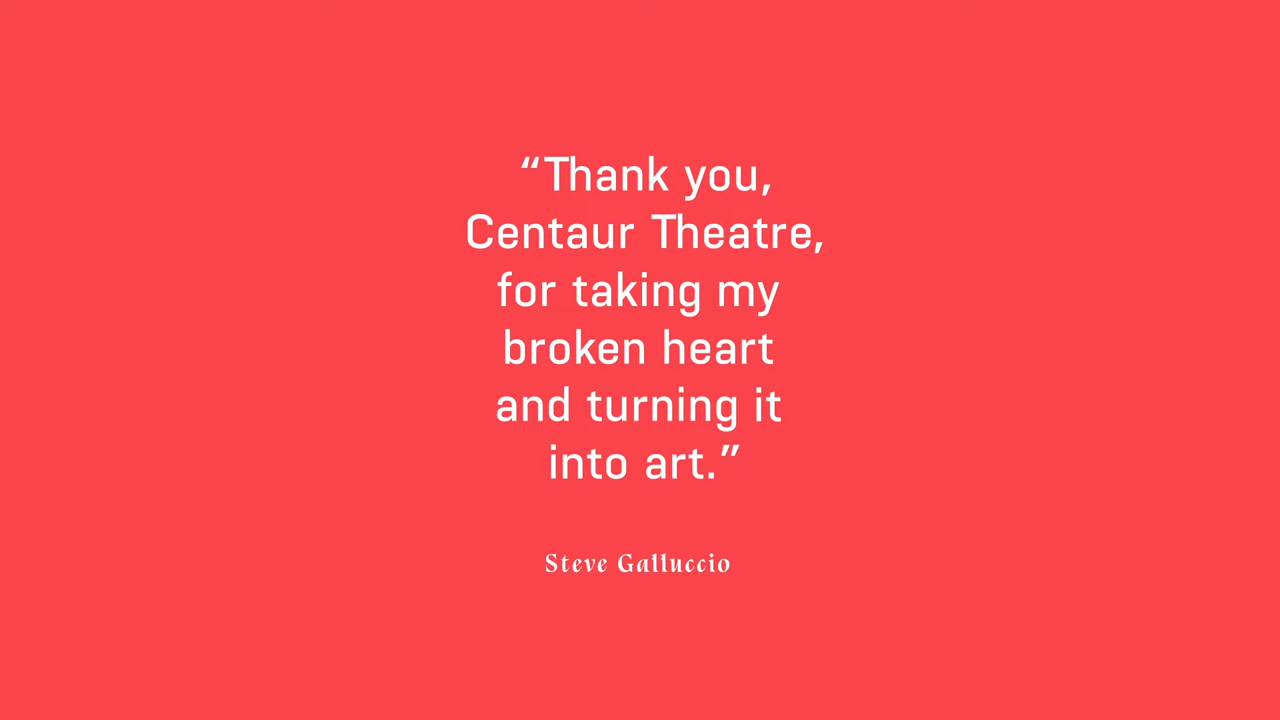 “Thank you,
Centaur Theatre,
for taking my
broken heart
and turning it
into art.”
Steve Galluccio